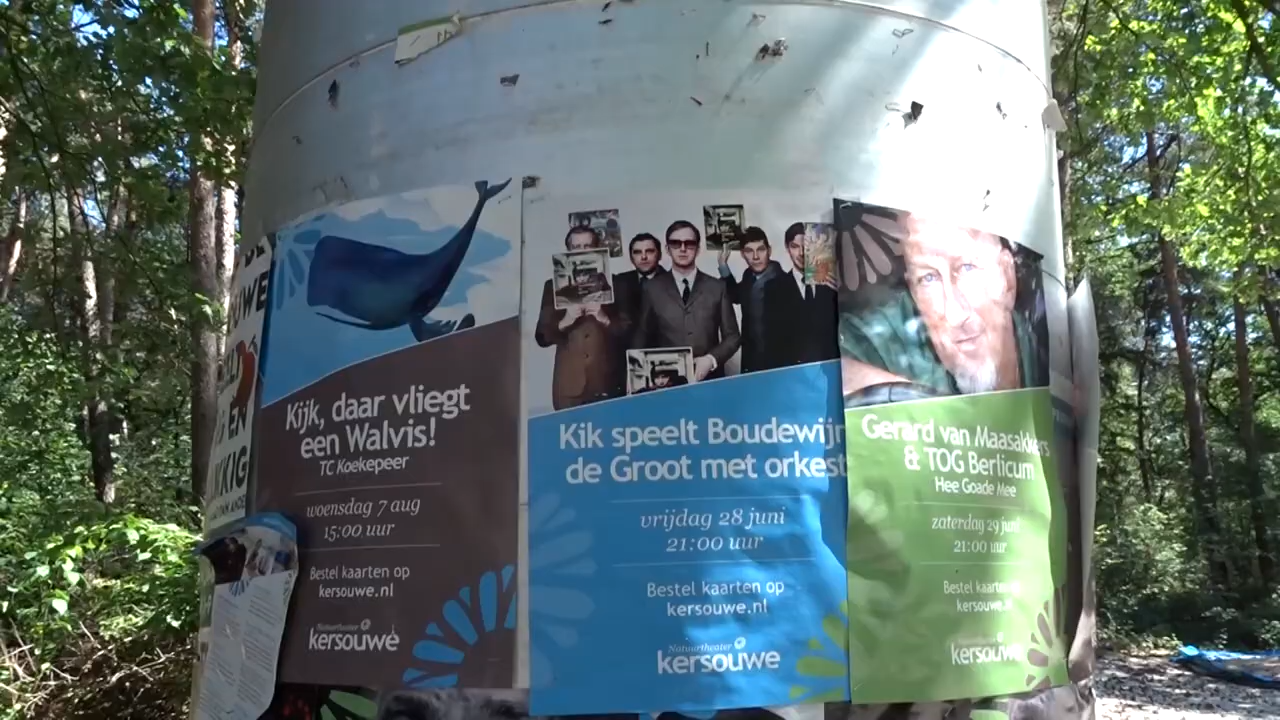 Kijk, daar vliegt
een Walvis!
TC Koekepeer
woensdag 7 aug
15:00 uur
Bestel kaarten op
kersouwe.nl
Natuurtheater
kersouwe
Kik speelt Boudewijn
de Groot met orkest
vrijdag 28 juni
21:00 uur
Bestel kaarten op
kersouwe.nl
Natuurtheater
kersouwe
Gerard van Maasakkers
& TOG Berlicum
Hee Goade Mee
zaterdag 29 juni
21:00 uur
Bestel kaarten op
kersouwe.nl
kersouwe